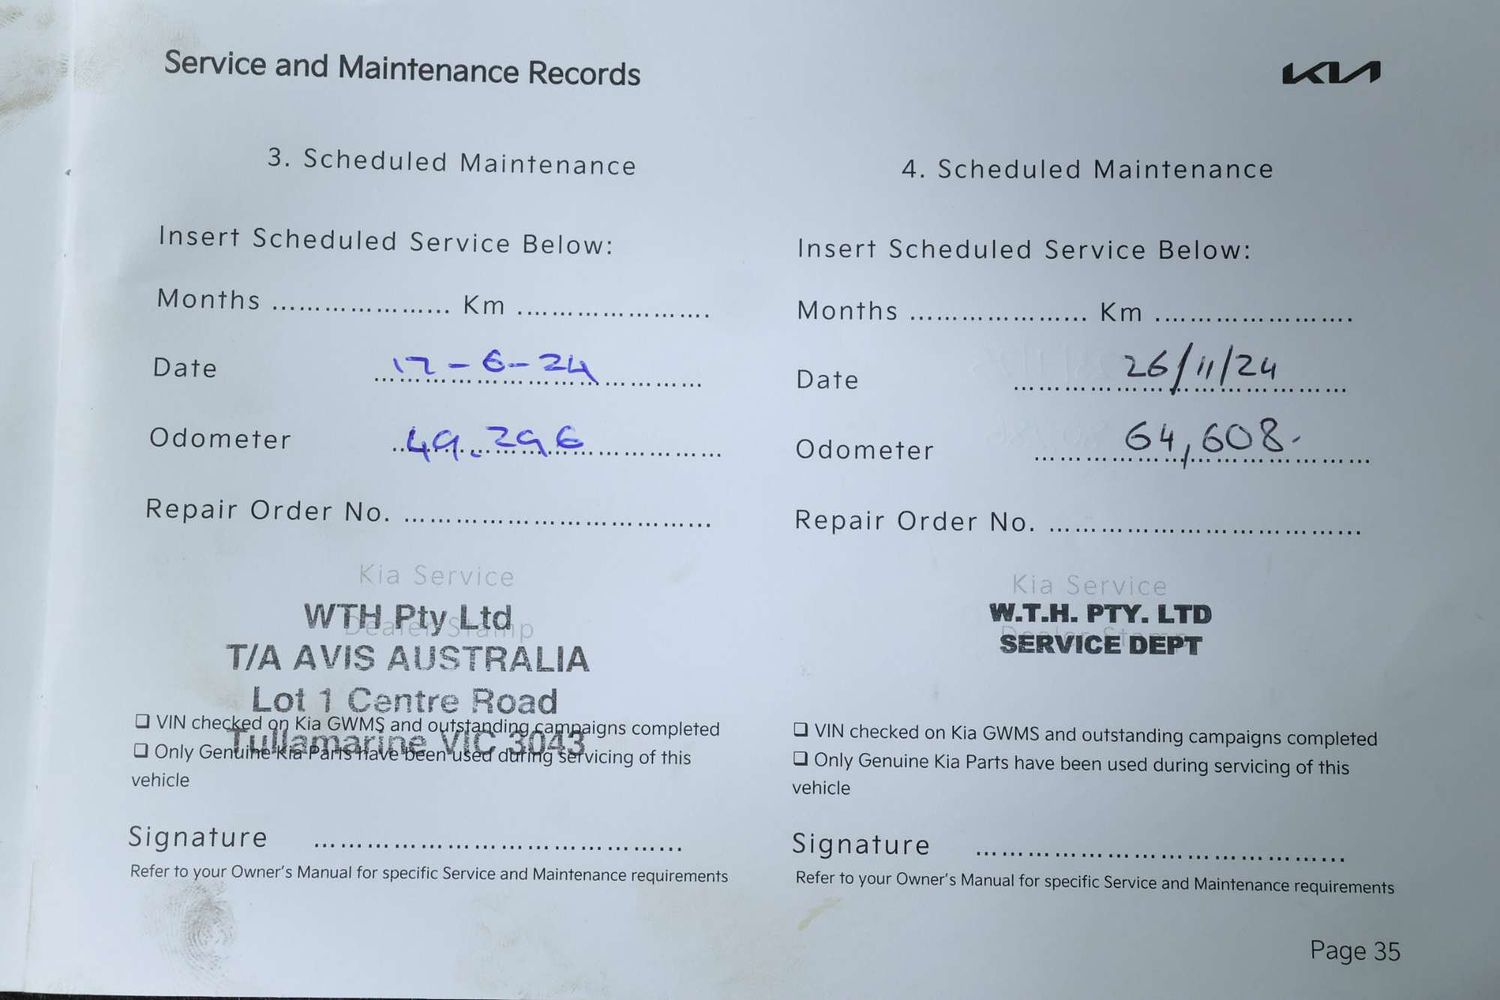 Service and Maintenance Records
KIA
3. Scheduled Maintenance
Insert Scheduled Service Below:
Months .................... Km ......................
Date 17-6-24
Odometer 49.296
Repair Order No. ...................................
Kia Service
Dealer Stamp
WTH Pty Ltd
T/A AVIS AUSTRALIA
Lot 1 Centre Road
Tullamarine VIC 3043
❑ VIN checked on Kia GWMS and outstanding campaigns completed
❑ Only Genuine Kia Parts have been used during servicing of this
vehicle
Signature ..........................................
Refer to your Owner's Manual for specific Service and Maintenance requirements
4. Scheduled Maintenance
Insert Scheduled Service Below:
Months .................... Km ......................
Date 26/11/24
Odometer 64,608.
Repair Order No. ...................................
Kia Service
Dealer Stamp
W.T.H. PTY. LTD
SERVICE DEPT
❑ VIN checked on Kia GWMS and outstanding campaigns completed
❑ Only Genuine Kia Parts have been used during servicing of this
vehicle
Signature ..........................................
Refer to your Owner's Manual for specific Service and Maintenance requirements
Page 35